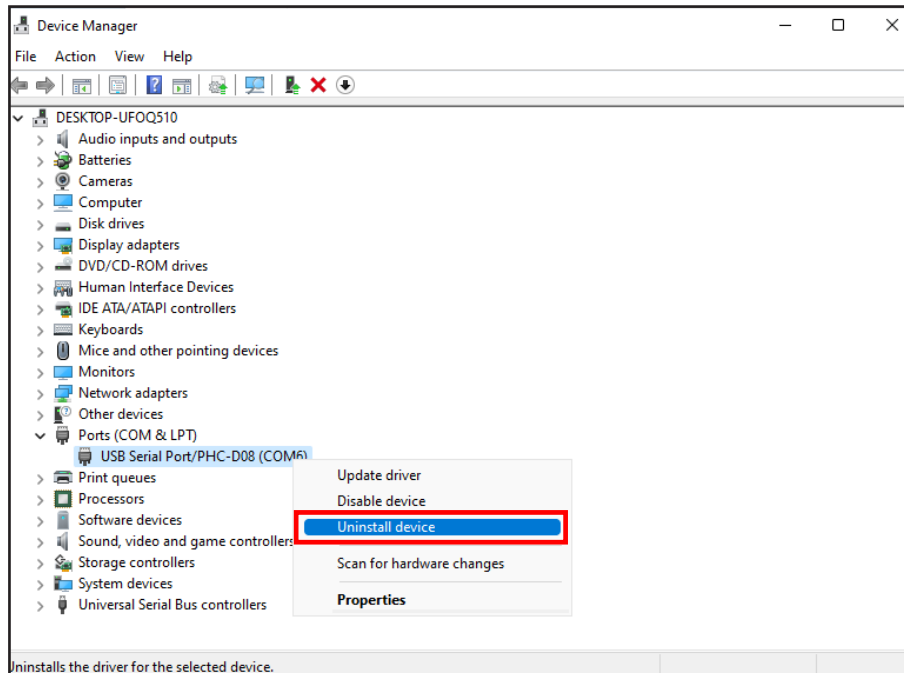 Device Manager
File Action View Help
DESKTOP-UFOQ510
Audio inputs and outputs
Batteries
Cameras
Computer
Disk drives
Display adapters
DVD/CD-ROM drives
Human Interface Devices
IDE ATA/ATAPI controllers
Keyboards
Mice and other pointing devices
Monitors
Network adapters
Other devices
Ports (COM & LPT)
USB Serial Port/PHC-D08 (COM6)
Print queues
Processors
Software devices
Sound, video and game controllers
Storage controllers
System devices
Universal Serial Bus controllers
Update driver
Disable device
Uninstall device
Scan for hardware changes
Properties
Uninstalls the driver for the selected device.